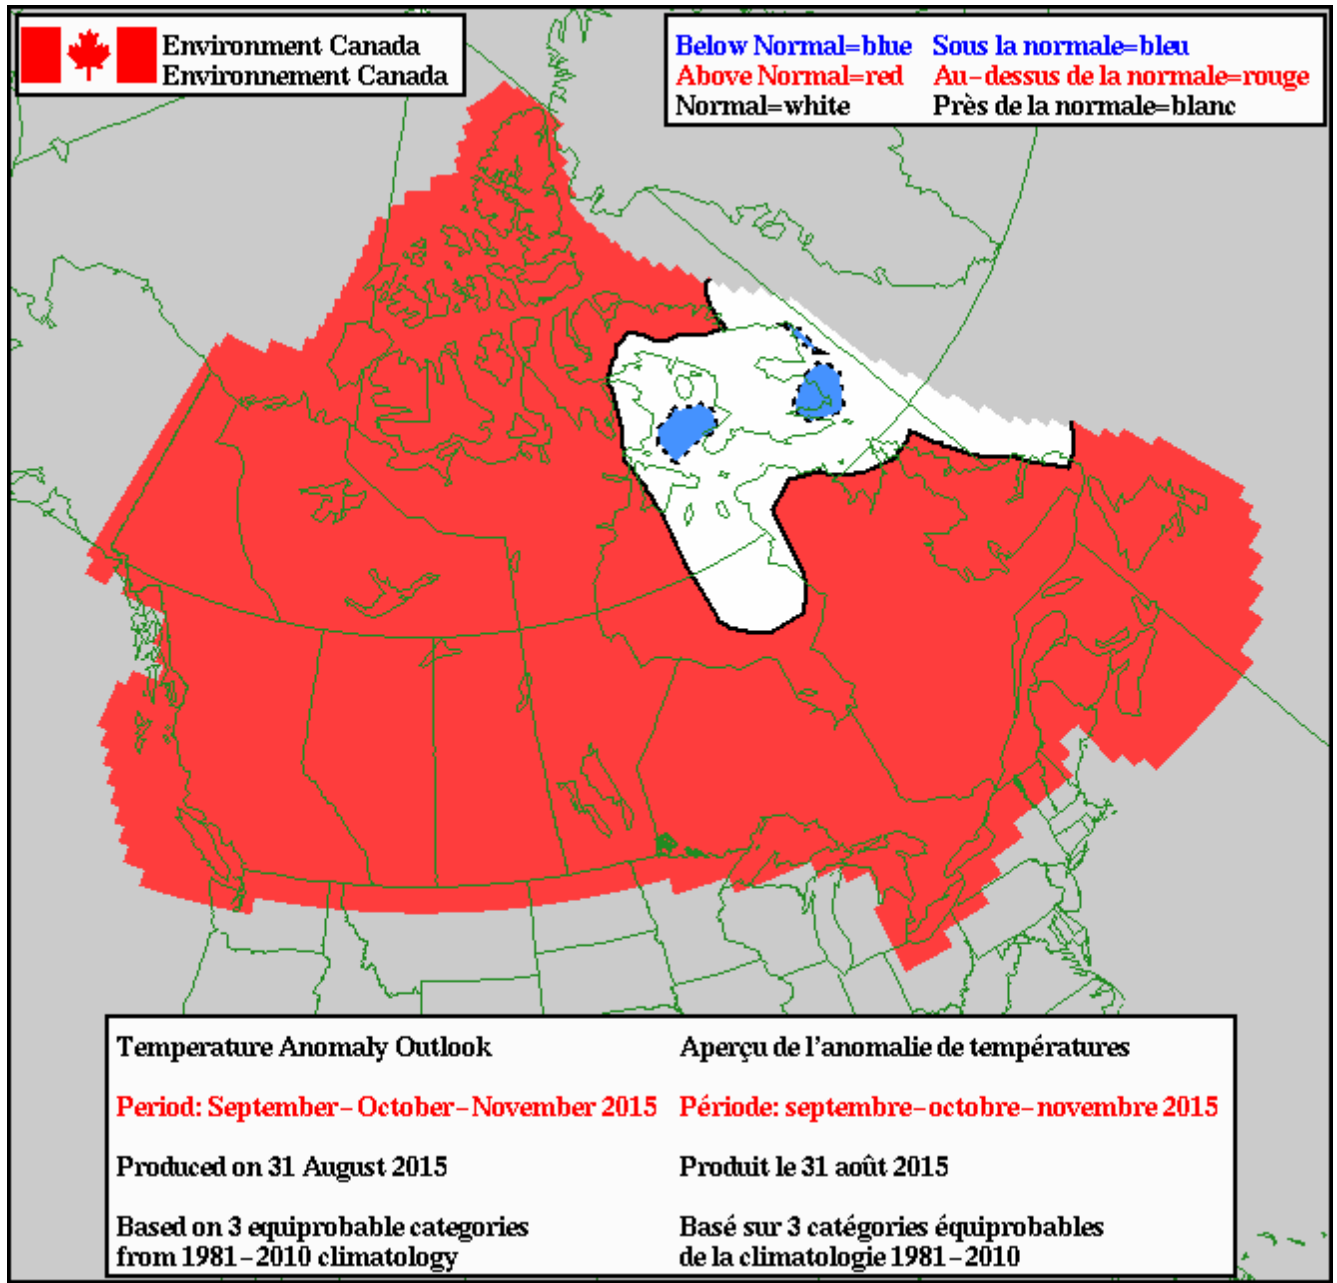 Environment Canada
Environnement Canada
Below Normal=blue Sous la normale=bleu
Above Normal=red Au-dessus de la normale=rouge
Normal=white Près de la normale=blanc
Temperature Anomaly Outlook Aperçu de l'anomalie de températures
Period: September-October-November 2015 Période: septembre-octobre-novembre 2015
Produced on 31 August 2015 Produit le 31 août 2015
Based on 3 equiprobable categories Basé sur 3 catégories équiprobables
from 1981-2010 climatology de la climatologie 1981-2010